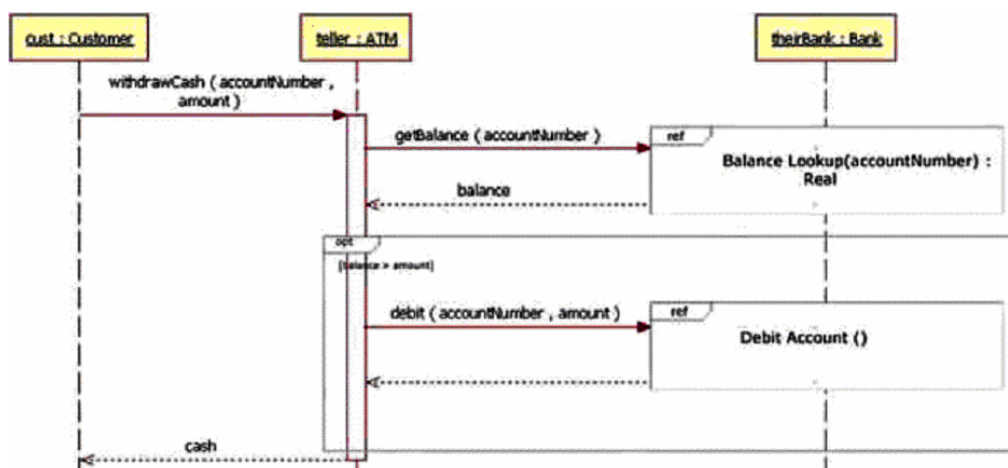 cust : Customer
teller : ATM
theirBank : Bank
withdrawCash ( accountNumber ,
amount )
getBalance ( accountNumber )
ref
Balance Lookup(accountNumber) :
Real
balance
opt
[balance > amount]
debit ( accountNumber , amount )
ref
Debit Account ()
cash